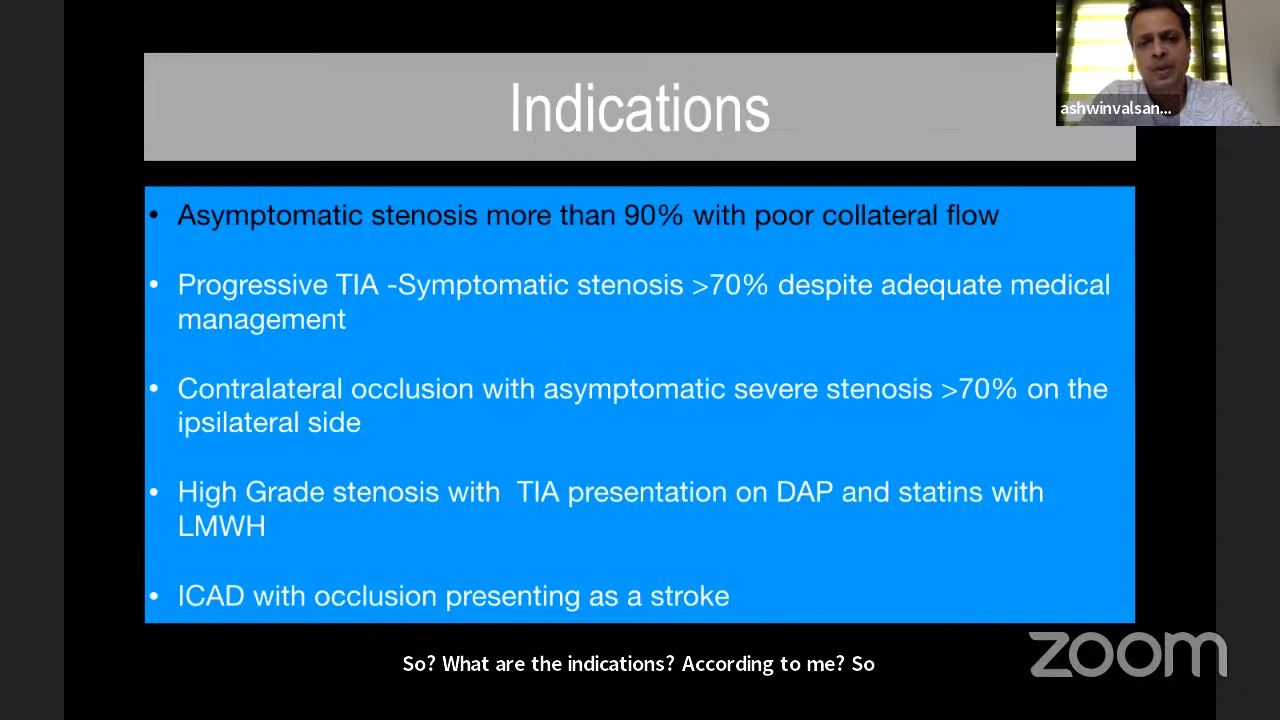 Indications
ashwinvalsan...
• Asymptomatic stenosis more than 90% with poor collateral flow
• Progressive TIA -Symptomatic stenosis >70% despite adequate medical
management
• Contralateral occlusion with asymptomatic severe stenosis >70% on the
ipsilateral side
• High Grade stenosis with  TIA presentation on DAP and statins with
LMWH
• ICAD with occlusion presenting as a stroke
So? What are the indications? According to me? So
zoom